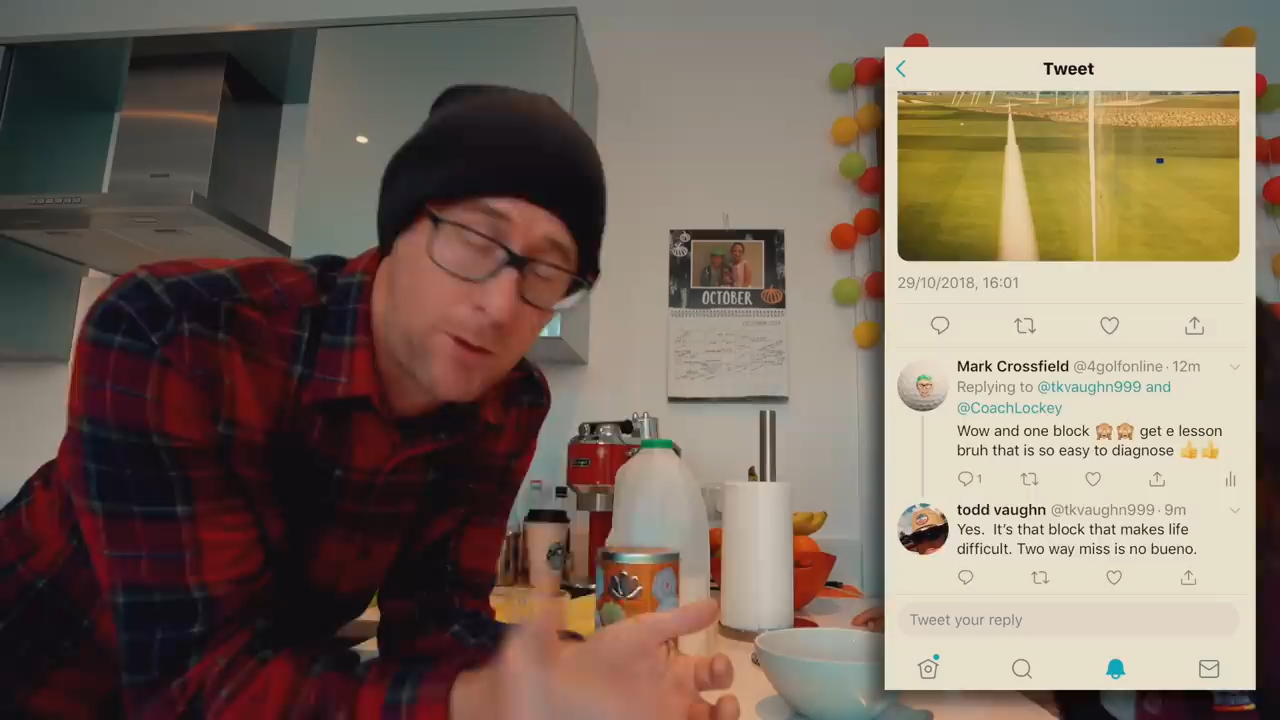 Tweet
29/10/2018, 16:01
Mark Crossfield @4golfonline · 12m
Replying to @tkvaughn999 and
@CoachLockey
Wow and one block 🙈🙈 get e lesson
bruh that is so easy to diagnose 👍👍
1
todd vaughn @tkvaughn999 · 9m
Yes. It's that block that makes life
difficult. Two way miss is no bueno.
Tweet your reply
OCTOBER